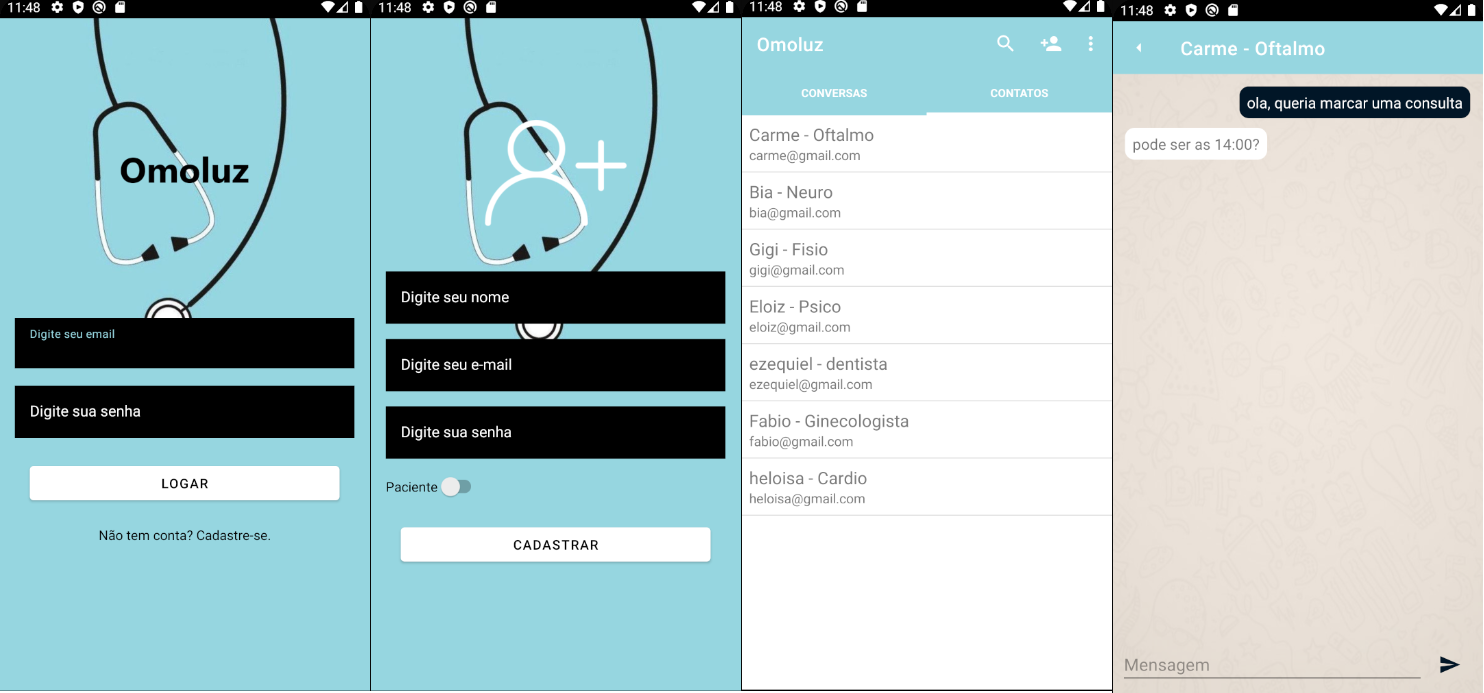 11:48
Omoluz
Digite seu email
Digite sua senha
LOGAR
Não tem conta? Cadastre-se.
11:48
Digite seu nome
Digite seu e-mail
Digite sua senha
Paciente
CADASTRAR
11:48
Omoluz
CONVERSAS CONTATOS
Carme - Oftalmo
carme@gmail.com
Bia - Neuro
bia@gmail.com
Gigi - Fisio
gigi@gmail.com
Eloiz - Psico
eloiz@gmail.com
ezequiel - dentista
ezequiel@gmail.com
Fabio - Ginecologista
fabio@gmail.com
heloisa - Cardio
heloisa@gmail.com
11:48
Carme - Oftalmo
ola, queria marcar uma consulta
pode ser as 14:00?
Mensagem